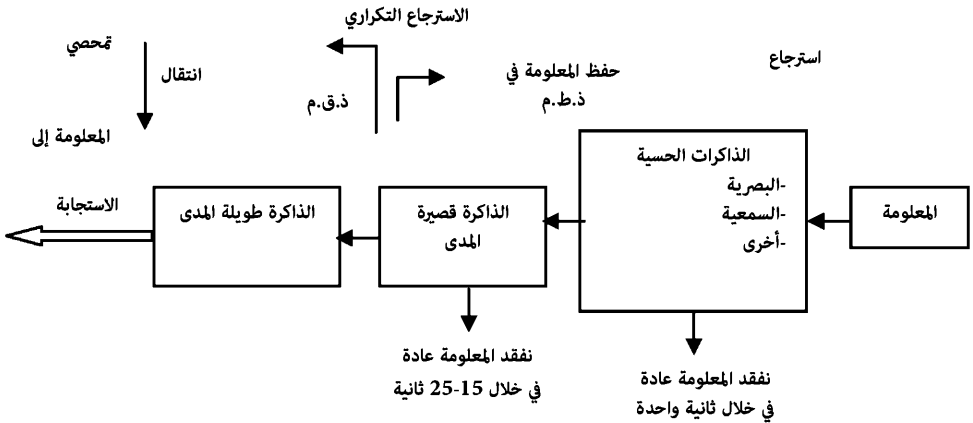 الاسترجاع التكراري
استرجاع
حفظ المعلومة في
ذ.ط.م
ذ.ق.م
تمحصي
انتقال
المعلومة إلى
المعلومة
الذاكرات الحسية
-البصرية
-السمعية
-أخرى
الذاكرة قصيرة
المدى
الذاكرة طويلة المدى
الاستجابة
نفقد المعلومة عادة
في خلال ثانية واحدة
نفقد المعلومة عادة
في خلال 15-25 ثانية